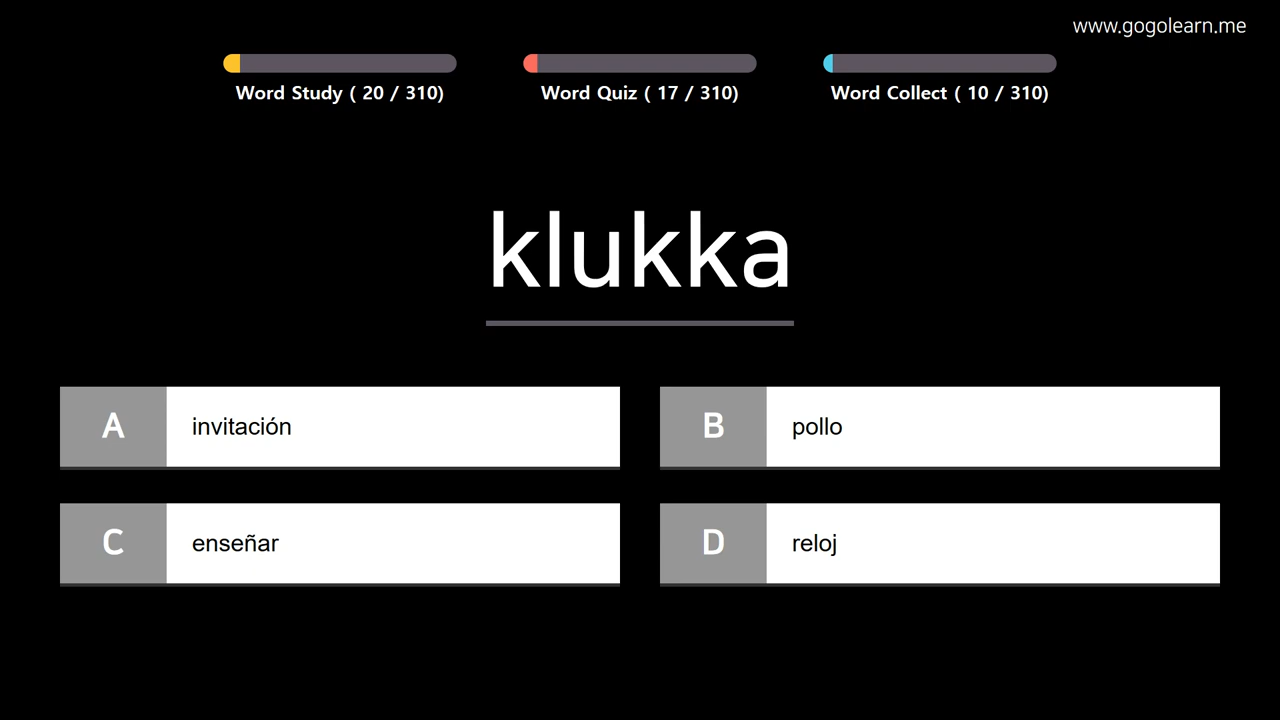 www.gogolearn.me
Word Study ( 20 / 310)
Word Quiz ( 17 / 310)
Word Collect ( 10 / 310)
klukka
A invitación
B pollo
C enseñar
D reloj